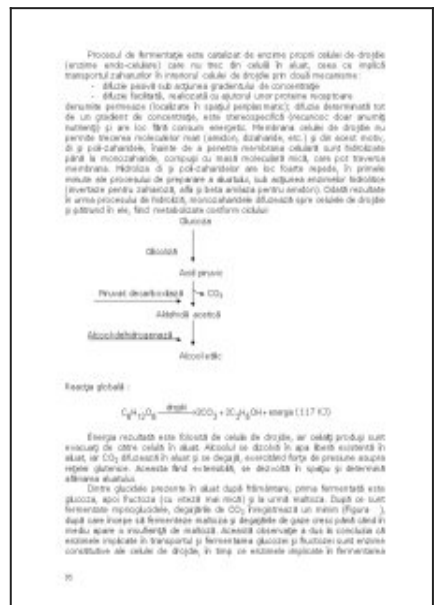 Procesul de fermentaţie este catalizat de enzime proprii celulei de drojdie
(enzime endo-celulare) care nu trec din celulă în aluat, ceea ce implică
transportul zaharurilor în interiorul celulei de drojdie prin două mecanisme:
- difuzie pasivă sub acţiunea gradientului de concentraţie
- difuzie facilitată, realizată cu ajutorul unor proteine receptoare
denumite permeaze (localizate în spaţiul periplasmatic); difuzie determinată tot
de un gradient de concentraţie, este stereospecifică (recunosc doar anumiţi
nutrienţi) şi are loc fără consum energetic. Membrana celulei de drojdie nu
permite trecerea moleculelor mari (amidon, dizaharide, etc.) şi din acest motiv,
di şi poli-zaharidele, înainte de a penetra membrana celulară sunt hidrolizate
până la monozaharide, compuşi cu masă moleculară mică, care pot traversa
membrana. Hidroliza di şi poli-zaharidelor are loc foarte repede, în primele
minute ale procesului de preparare a aluatului, sub acţiunea enzimelor hidrolitice
(invertaze pentru zaharoză, alfa şi beta amilaza pentru amidon). Odată rezultate
în urma procesului de hidroliză, monozaharidele difuzează spre celulele de drojdie
şi pătrund în ele, fiind metabolizate conform ciclului:
Glucoza
Glicoliză
Acid piruvic
Piruvat decarboxilază
CO2
Aldehidă acetică
Alcooldehidrogenază
Alcool etilic
Reacţia globală :
C6H12O6 drojdii 2CO2 + 2C2H5OH + energia (117 KJ)
Energia rezultată este folosită de celula de drojdie, iar ceilalţi produşi sunt
evacuaţi de către celulă în aluat. Alcoolul se dizolvă în apa liberă existentă în
aluat, iar CO2 difuzează în aluat şi se degajă, exercitând forţa de presiune asupra
reţelei glutenice. Aceasta fiind extensibilă, se dezvoltă în spaţiu şi determină
afânarea aluatului.
Dintre glucidele prezente în aluat după frământare, prima fermentată este
glucoza, apoi fructoza (cu viteză mai mică) şi la urmă maltoza. După ce sunt
fermentate monoglucidele, degajările de CO2 înregistrează un minim (figura ),
după care începe să fermenteze maltoza şi degajările de gaze cresc până când în
mediu apare o insuficienţă de maltoză. Această observaţie a dus la concluzia că
enzimele implicate în transportul şi fermentarea glucozei şi fructozei sunt enzime
constitutive ale celulei de drojdie, în timp ce enzimele implicate în fermentarea